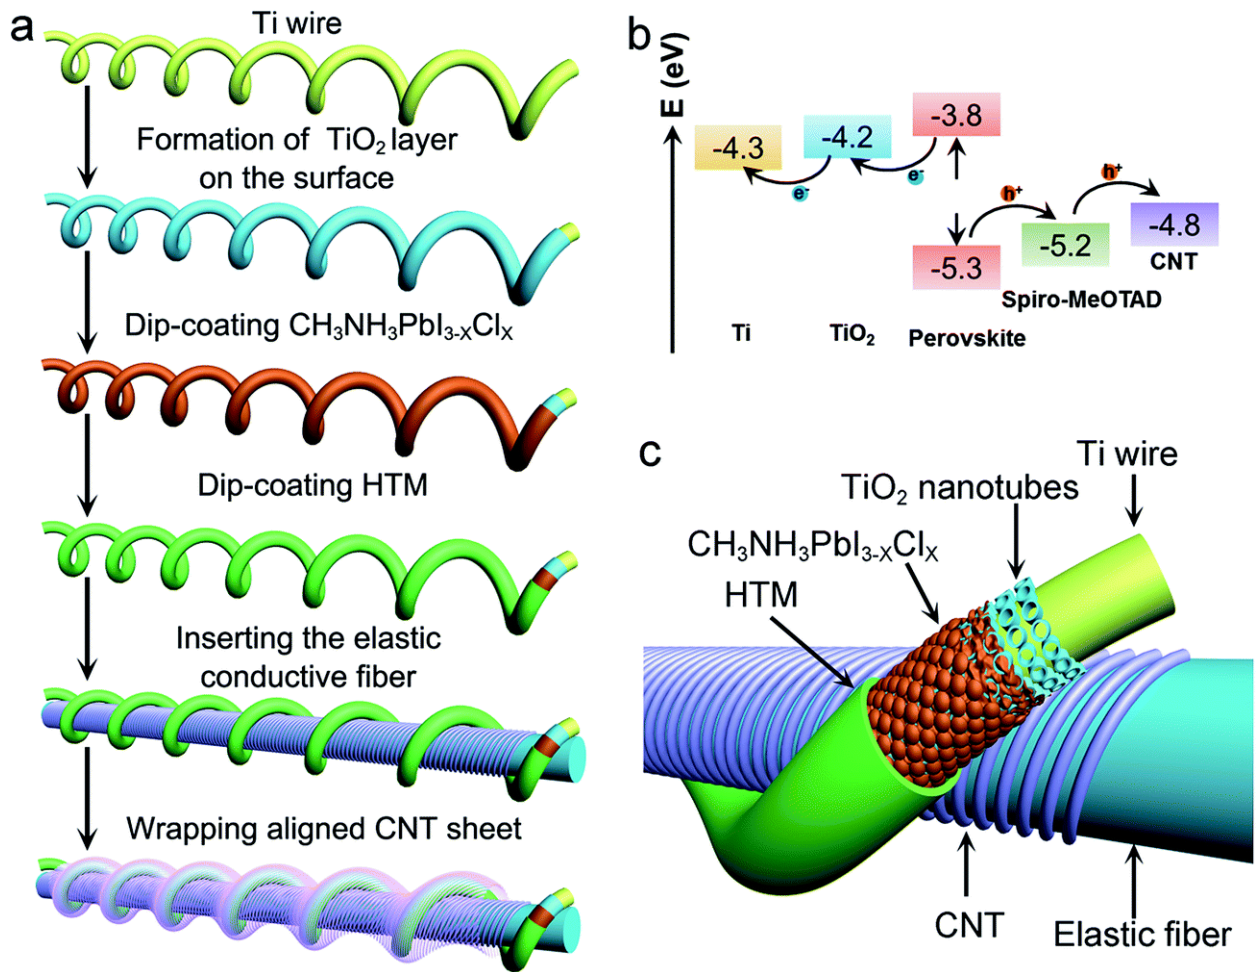 a
Ti wire
Formation of TiO₂ layer
on the surface
Dip-coating CH₃NH₃PbI₃₋ₓClₓ
Dip-coating HTM
Inserting the elastic
conductive fiber
Wrapping aligned CNT sheet
b
E (eV)
-3.8
-4.3
-4.2
e⁻
e⁻
h⁺
h⁺
-5.3
-5.2
-4.8
CNT
Spiro-MeOTAD
Ti
TiO₂
Perovskite
c
Ti wire
TiO₂ nanotubes
CH₃NH₃PbI₃₋ₓClₓ
HTM
CNT
Elastic fiber